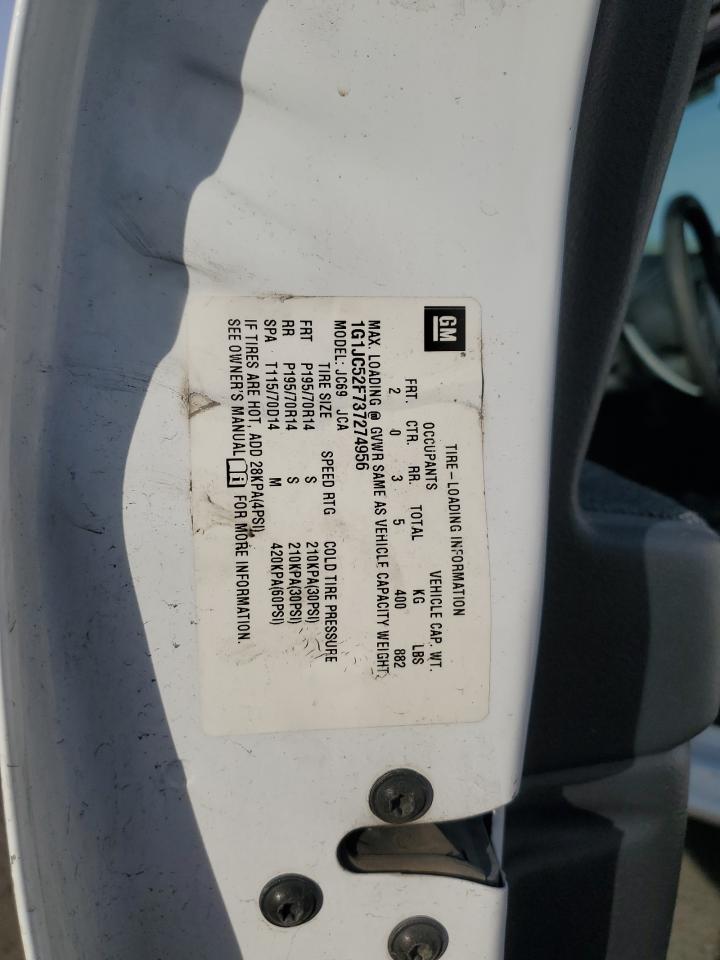 GM
TIRE-LOADING INFORMATION
OCCUPANTS VEHICLE CAP. WT.
FRT. CTR. RR. TOTAL KG LBS
2 0 3 5 400 882
MAX. LOADING @ GVWR SAME AS VEHICLE CAPACITY WEIGHT
1G1JC52F737274956
MODEL: JC69 JCA
TIRE SIZE SPEED RTG COLD TIRE PRESSURE
FRT P195/70R14 S 210KPA(30PSI)
RR P195/70R14 S 210KPA(30PSI)
SPA T115/70D14 M 420KPA(60PSI)
IF TIRES ARE HOT, ADD 28KPA(4PSI)
SEE OWNER'S MANUAL FOR MORE INFORMATION.